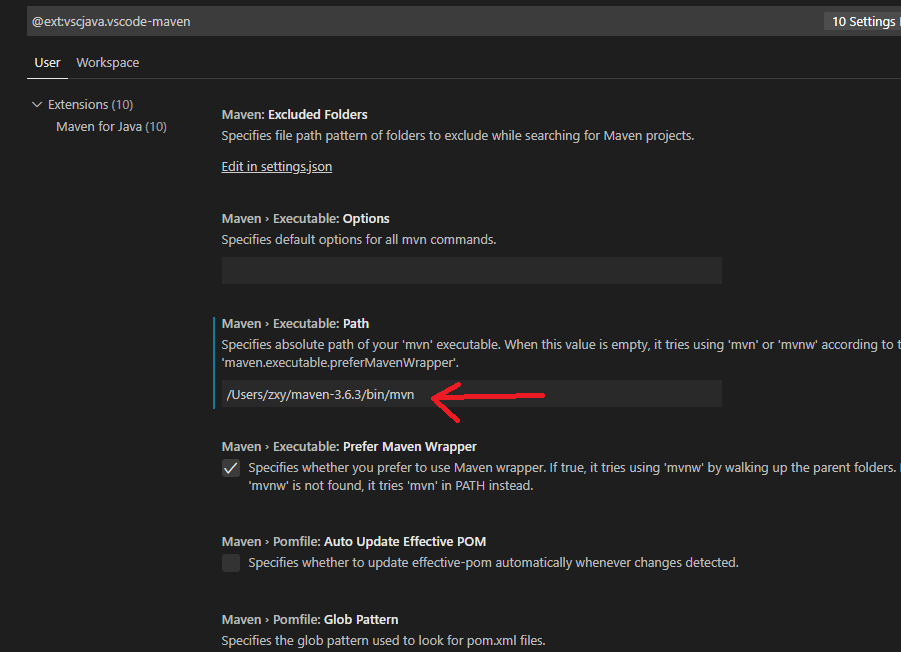 @ext:vscjava.vscode-maven
10 Settings
User Workspace
Extensions (10)
Maven for Java (10)
Maven: Excluded Folders
Specifies file path pattern of folders to exclude while searching for Maven projects.
Edit in settings.json
Maven › Executable: Options
Specifies default options for all mvn commands.
Maven › Executable: Path
Specifies absolute path of your 'mvn' executable. When this value is empty, it tries using 'mvn' or 'mvnw' according to
'maven.executable.preferMavenWrapper'.
/Users/zxy/maven-3.6.3/bin/mvn
Maven › Executable: Prefer Maven Wrapper
Specifies whether you prefer to use Maven wrapper. If true, it tries using 'mvnw' by walking up the parent folders.
'mvnw' is not found, it tries 'mvn' in PATH instead.
Maven › Pomfile: Auto Update Effective POM
Specifies whether to update effective-pom automatically whenever changes detected.
Maven › Pomfile: Glob Pattern
Specifies the glob pattern used to look for pom.xml files.